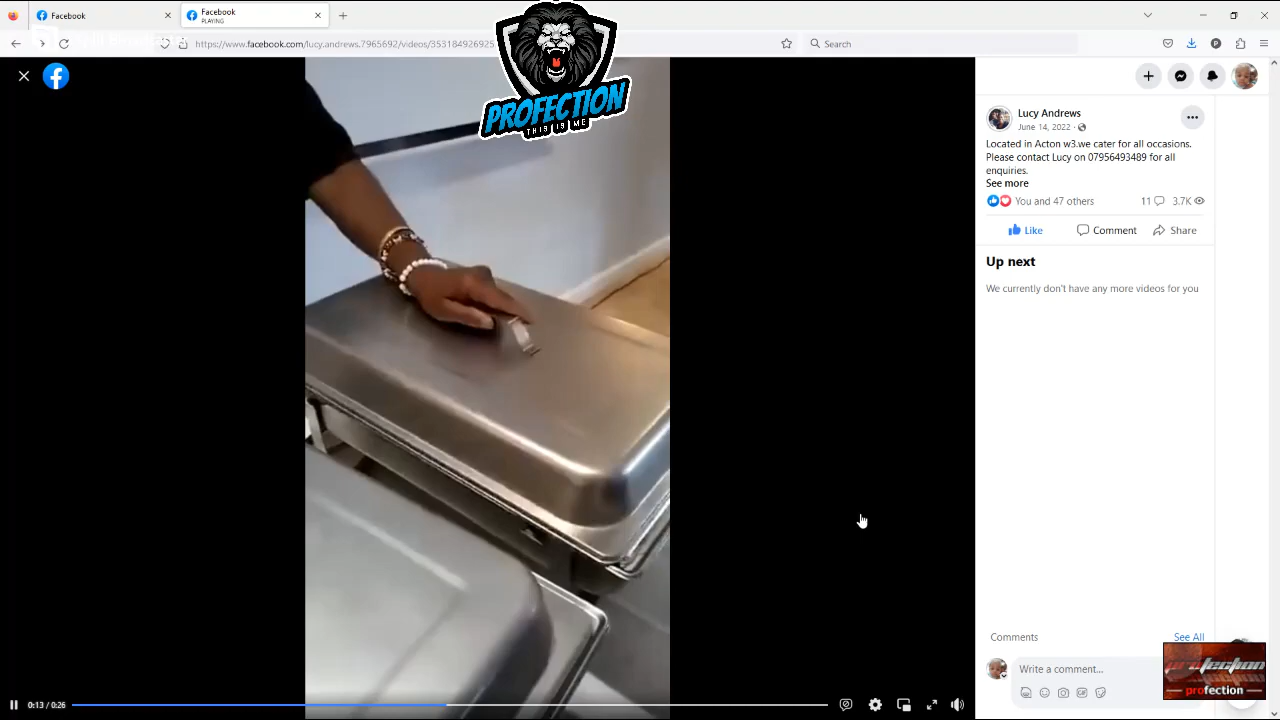 Facebook
Facebook
PLAYING
https://www.facebook.com/lucy.andrews.7965692/videos/353184926925
Search
PROFECTION
THIS IS ME
Lucy Andrews
June 14, 2022 ·
Located in Acton w3.we cater for all occasions.
Please contact Lucy on 07956493489 for all
enquiries.
See more
You and 47 others
11
3.7K
Like
Comment
Share
Up next
We currently don't have any more videos for you
Comments
See All
Write a comment...
profection
profection
0:13 / 0:26